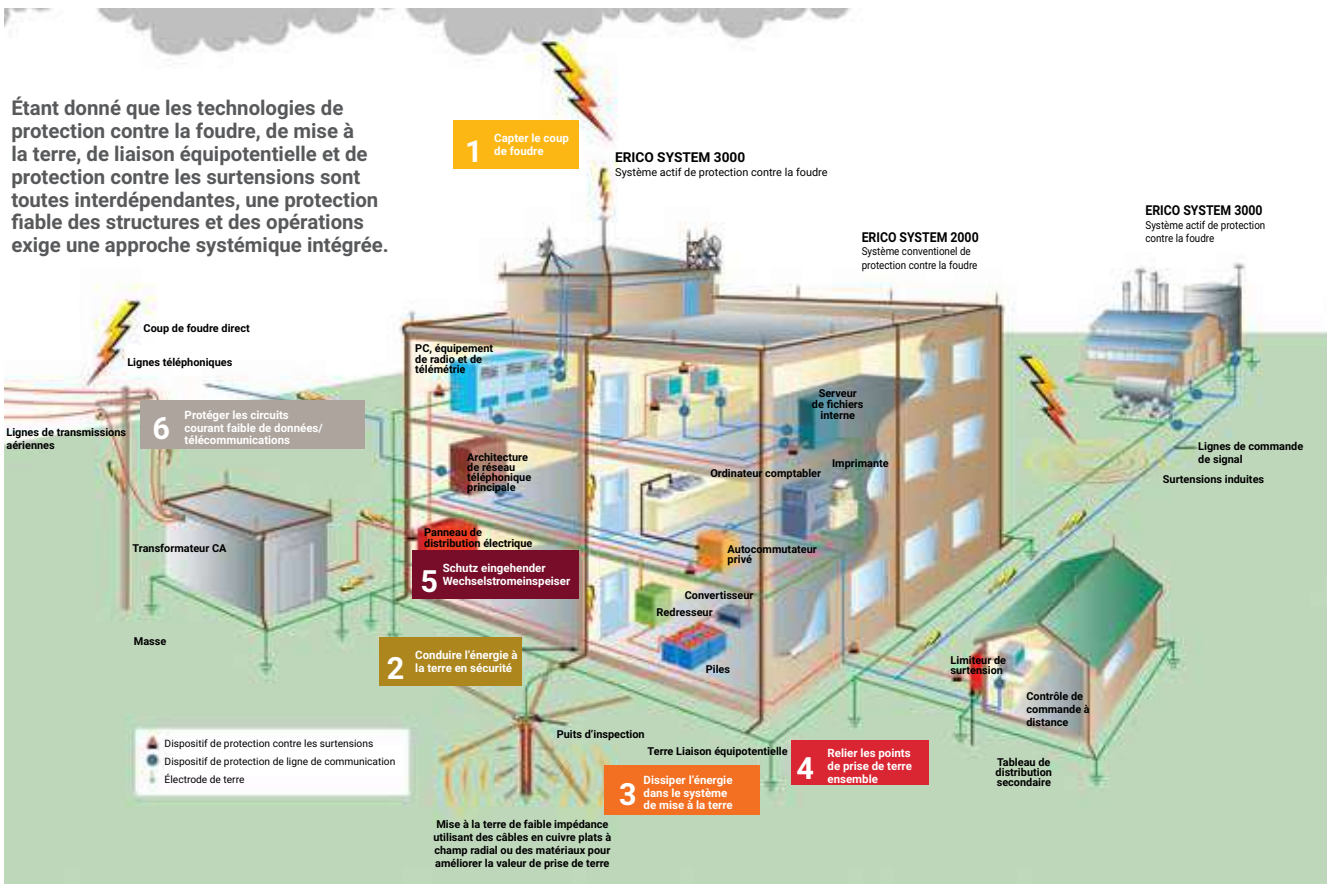 Étant donné que les technologies de
protection contre la foudre, de mise à
la terre, de liaison équipotentielle et de
protection contre les surtensions sont
toutes interdépendantes, une protection
fiable des structures et des opérations
exige une approche systémique intégrée.
1
Capter le coup
de foudre
ERICO SYSTEM 3000
Système actif de protection contre la foudre
ERICO SYSTEM 2000
Système conventionel de
protection contre la foudre
ERICO SYSTEM 3000
Système actif de protection
contre la foudre
Coup de foudre direct
Lignes téléphoniques
Lignes de transmissions
aériennes
6
Protéger les circuits
courant faible de données/
télécommunications
PC, équipement
de radio et de
télémétrie
Serveur
de fichiers
interne
Architecture
de réseau
téléphonique
principale
Ordinateur comptabler
Imprimante
Lignes de commande
de signal
Surtensions induites
Transformateur CA
Panneau de
distribution électrique
5
Schutz eingehender
Wechselstromeinspeiser
Autocommutateur
privé
Convertisseur
Redresseur
Piles
Masse
2
Conduire l'énergie à
la terre en sécurité
Limiteur de
surtension
Contrôle de
commande à
distance
Tableau de
distribution
secondaire
Puits d'inspection
Terre Liaison équipotentielle
4
Relier les points
de prise de terre
ensemble
3
Dissiper l'énergie
dans le système
de mise à la terre
Dispositif de protection contre les surtensions
Dispositif de protection de ligne de communication
Électrode de terre
Mise à la terre de faible impédance
utilisant des câbles en cuivre plats à
champ radial ou des matériaux pour
améliorer la valeur de prise de terre